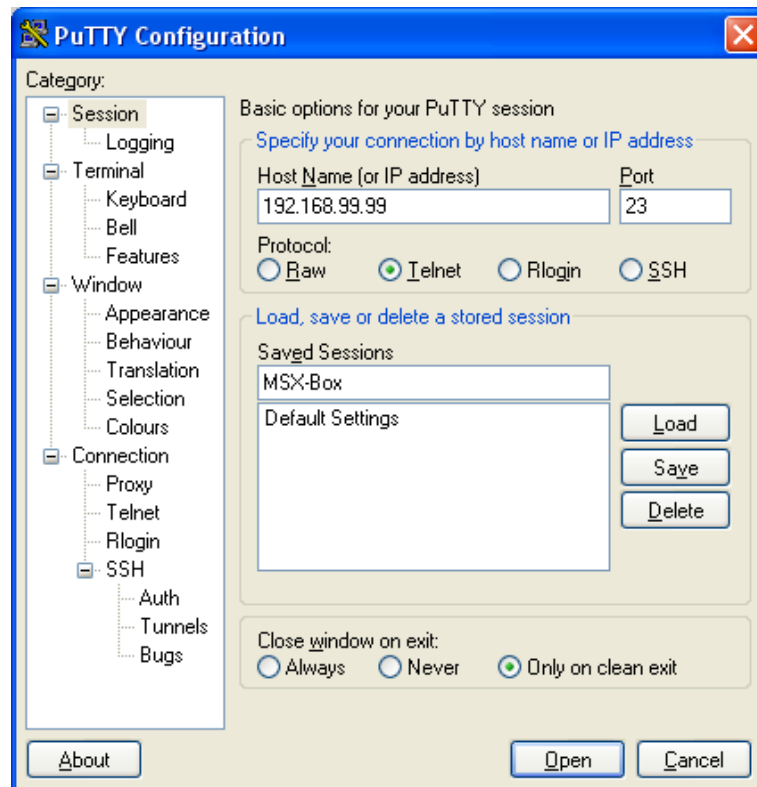 PuTTY Configuration
Category:
Session
Logging
Terminal
Keyboard
Bell
Features
Window
Appearance
Behaviour
Translation
Selection
Colours
Connection
Proxy
Telnet
Rlogin
SSH
Auth
Tunnels
Bugs
Basic options for your PuTTY session
Specify your connection by host name or IP address
Host Name (or IP address) Port
192.168.99.99 23
Protocol:
Raw Telnet Rlogin SSH
Load, save or delete a stored session
Saved Sessions
MSX-Box
Default Settings
Load
Save
Delete
Close window on exit:
Always Never Only on clean exit
About Open Cancel